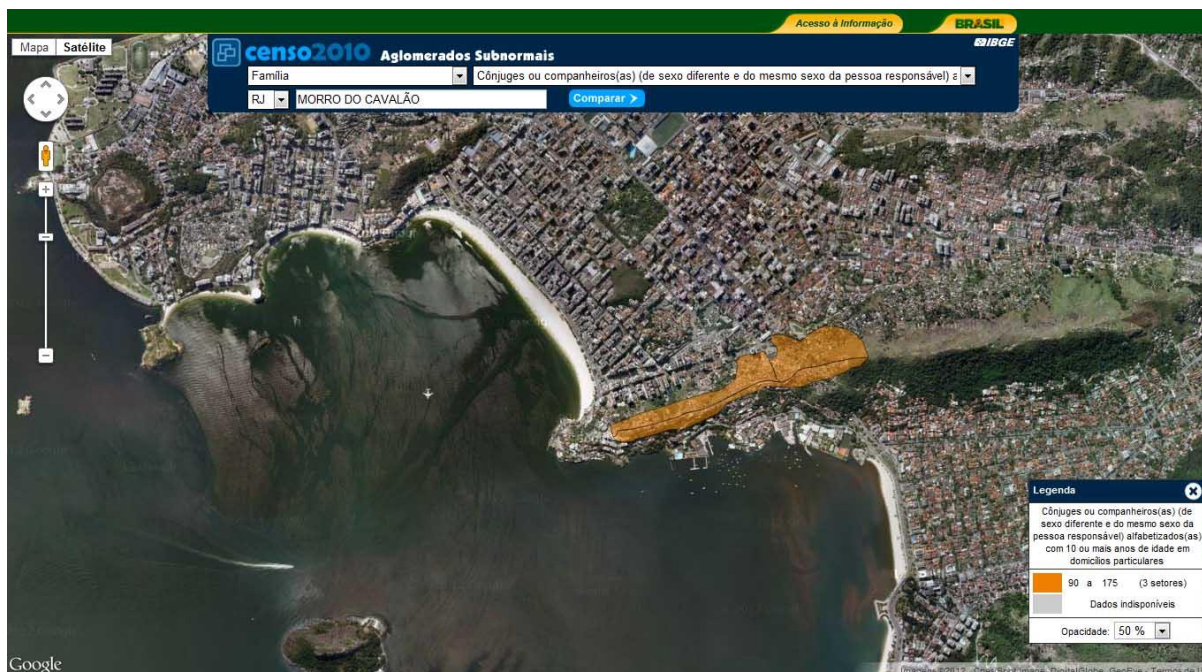 Acesso à Informação
BRASIL
Mapa
Satélite
censo2010 Aglomerados Subnormais
IBGE
Família
Cônjuges ou companheiros(as) (de sexo diferente e do mesmo sexo da pessoa responsável) a
RJ
MORRO DO CAVALÃO
Comparar
Legenda
Cônjuges ou companheiros(as) (de
sexo diferente e do mesmo sexo da
pessoa responsável) alfabetizados(as)
com 10 ou mais anos de idade em
domicílios particulares
90 a 175 (3 setores)
Dados indisponíveis
Opacidade: 50 %
Google